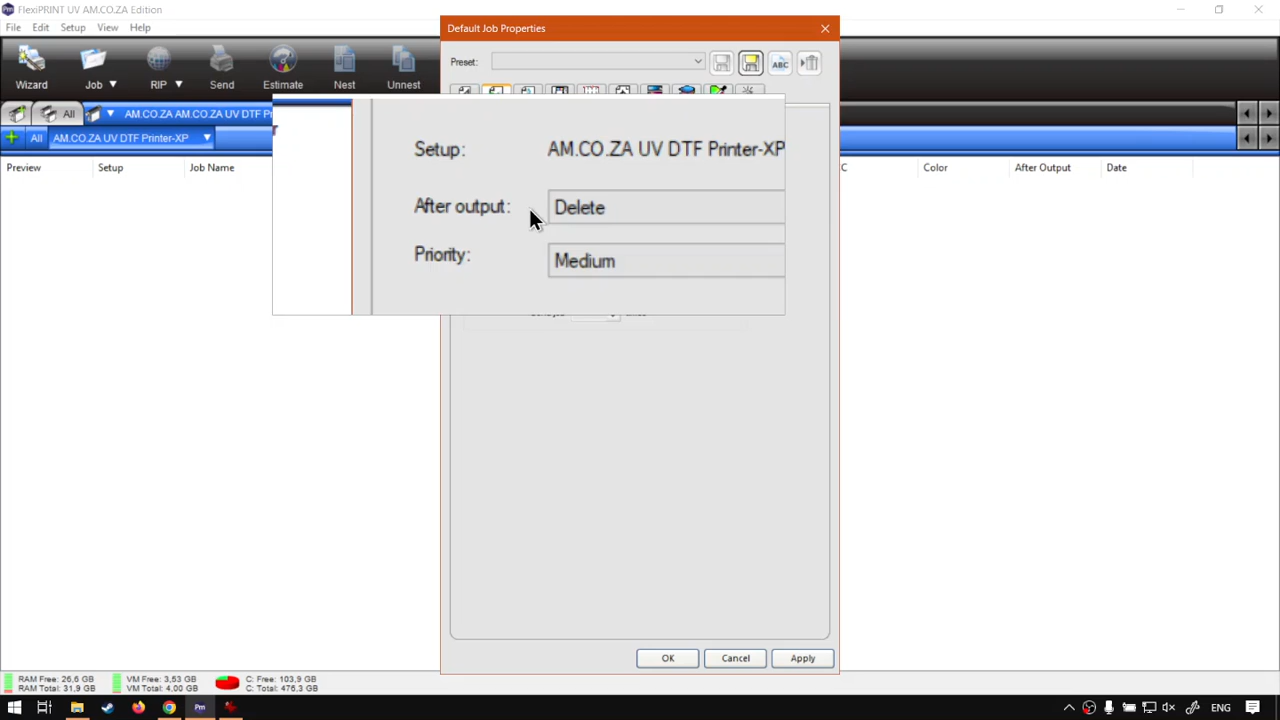 FlexiPRINT UV AM.CO.ZA Edition
File Edit Setup View Help
Wizard Job RIP Send Estimate Nest Unnest
All AM.CO.ZA AM.CO.ZA UV DTF P
All AM.CO.ZA UV DTF Printer-XP
Preview Setup Job Name C Color After Output Date
Default Job Properties
Preset:
ABC
Setup: AM.CO.ZA UV DTF Printer-XP
After output: Delete
Priority: Medium
OK Cancel Apply
RAM Free: 26,6 GB VM Free: 3,53 GB C: Free: 103,9 GB
RAM Total: 31,9 GB VM Total: 4,00 GB C: Total: 476,3 GB
Pm ENG